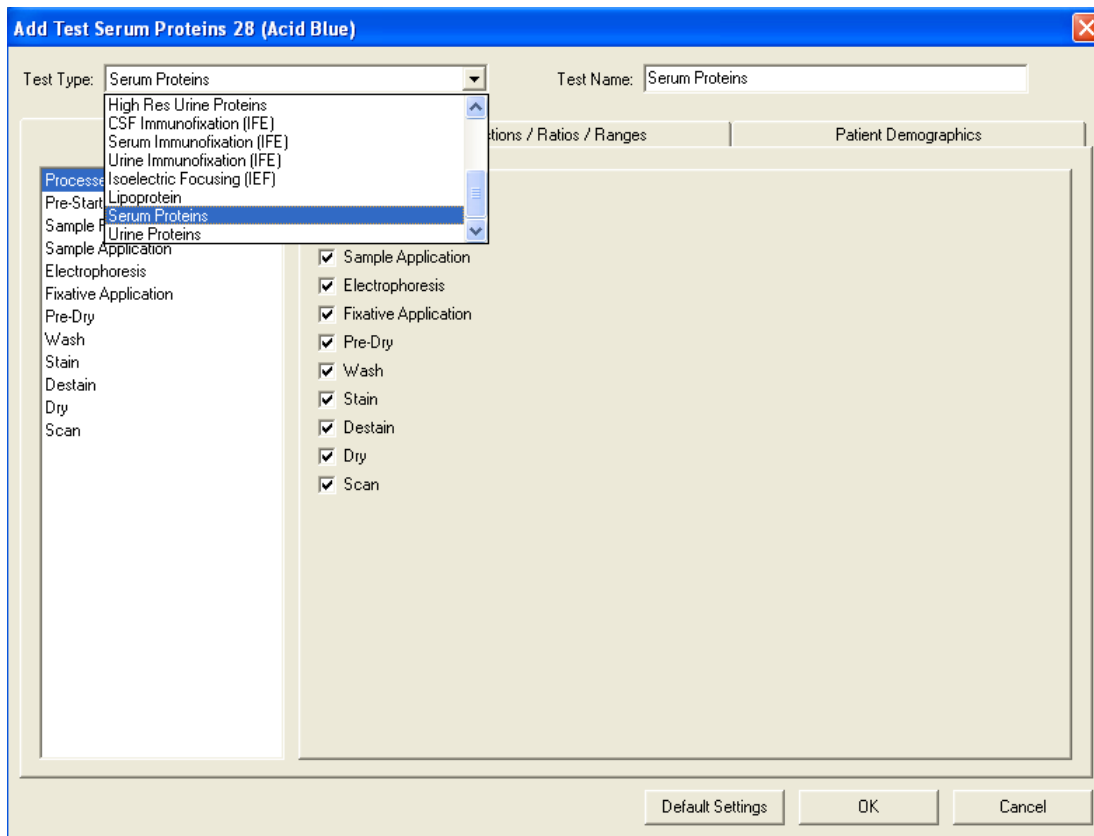 Add Test Serum Proteins 28 (Acid Blue)
Test Type: Serum Proteins
Test Name: Serum Proteins
High Res Urine Proteins
CSF Immunofixation (IFE)
Serum Immunofixation (IFE)
Urine Immunofixation (IFE)
Isoelectric Focusing (IEF)
Lipoprotein
Serum Proteins
Urine Proteins
/ Ratios / Ranges
Patient Demographics
Pre-Start
Sample
Sample Application
Electrophoresis
Fixative Application
Pre-Dry
Wash
Stain
Destain
Dry
Scan
Sample Application
Electrophoresis
Fixative Application
Pre-Dry
Wash
Stain
Destain
Dry
Scan
Default Settings
OK
Cancel